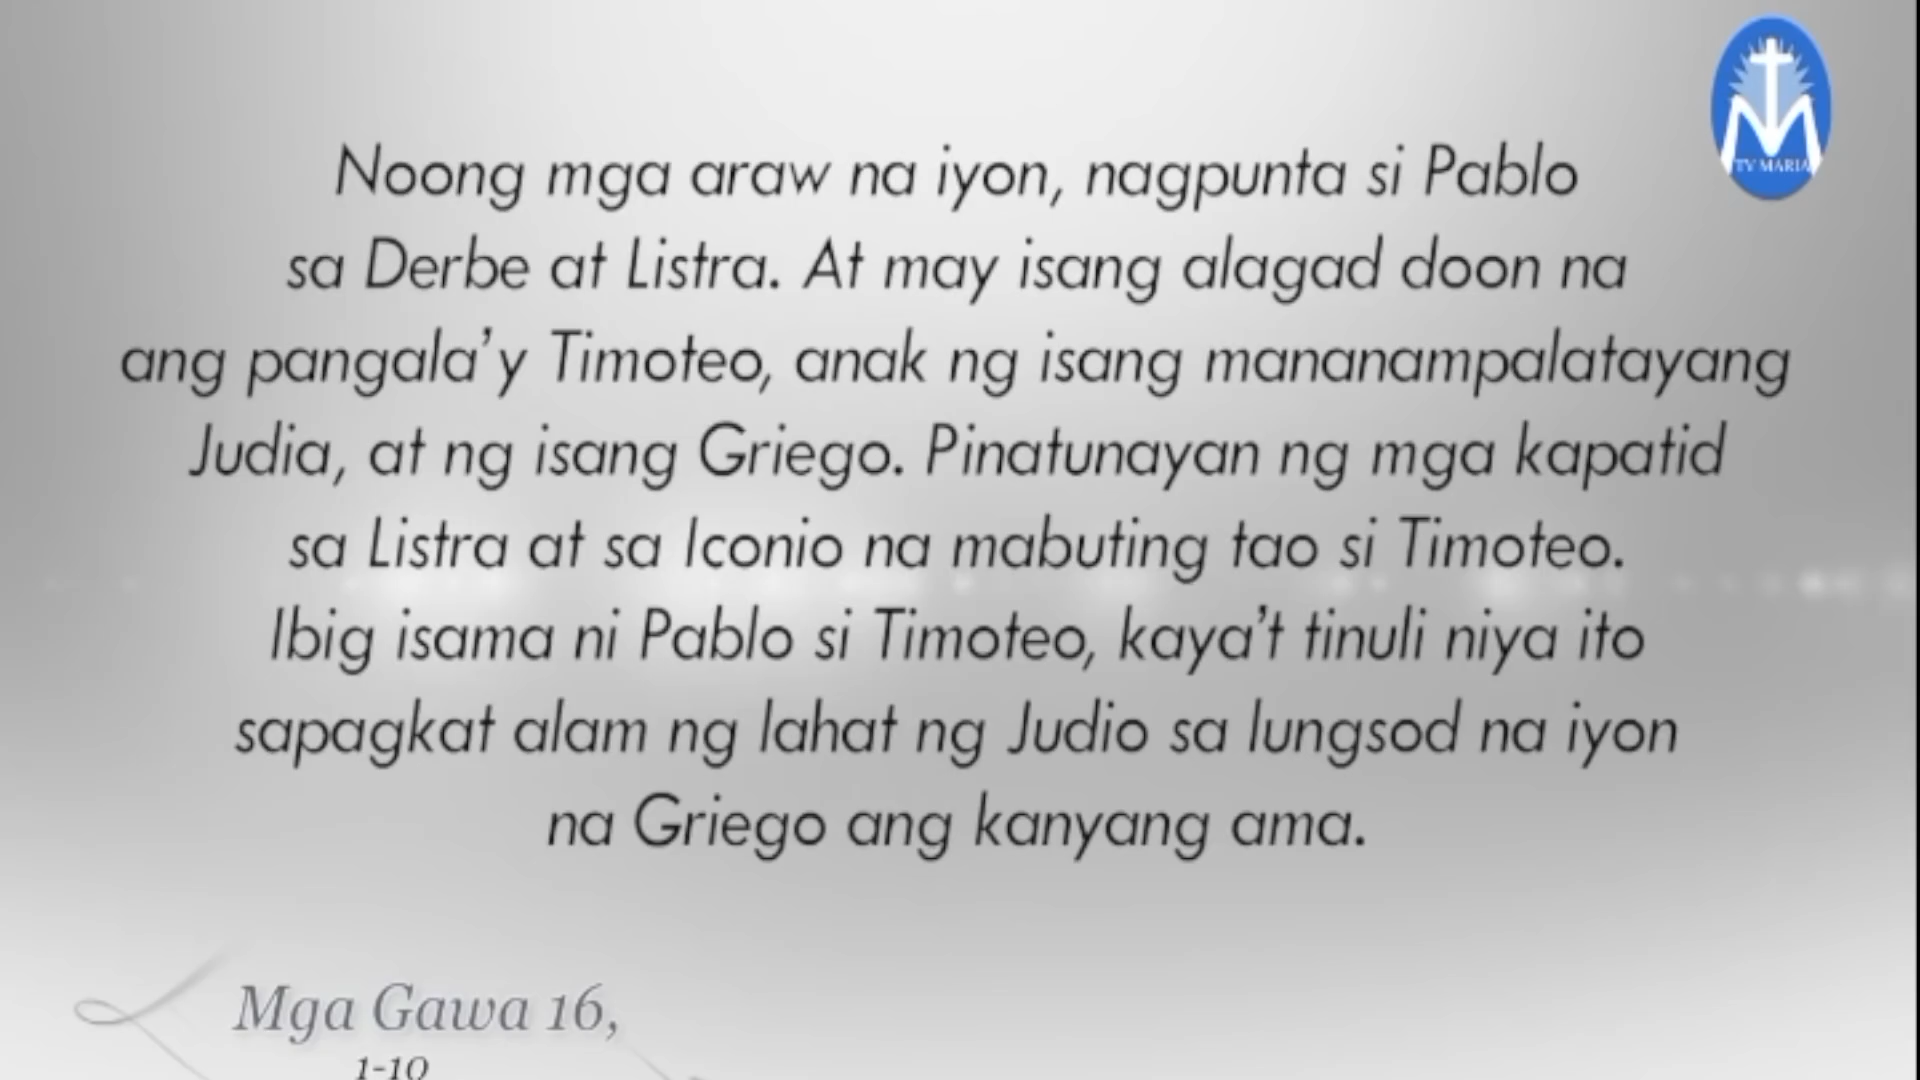 Noong mga araw na iyon, nagpunta si Pablo
sa Derbe at Listra. At may isang alagad doon na
ang pangala’y Timoteo, anak ng isang mananampalatayang
Judia, at ng isang Griego. Pinatunayan ng mga kapatid
sa Listra at sa Iconio na mabuting tao si Timoteo.
Ibig isama ni Pablo si Timoteo, kaya’t tinuli niya ito
sapagkat alam ng lahat ng Judio sa lungsod na iyon
na Griego ang kanyang ama.
Mga Gawa 16,
1-10
TV MARIA